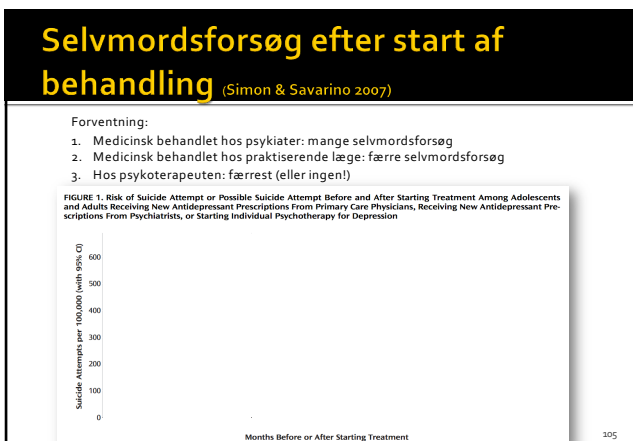 Selvmordsforsøg efter start af
behandling (Simon & Savarino 2007)
Forventning:
1. Medicinsk behandlet hos psykiater: mange selvmordsforsøg
2. Medicinsk behandlet hos praktiserende læge: færre selvmordsforsøg
3. Hos psykoterapeuten: færrest (eller ingen!)
FIGURE 1. Risk of Suicide Attempt or Possible Suicide Attempt Before and After Starting Treatment Among Adolescents
and Adults Receiving New Antidepressant Prescriptions From Primary Care Physicians, Receiving New Antidepressant Pre-
scriptions From Psychiatrists, or Starting Individual Psychotherapy for Depression
Suicide Attempts per 100,000 (with 95% CI)
600
500
400
300
200
100
0
Months Before or After Starting Treatment
105